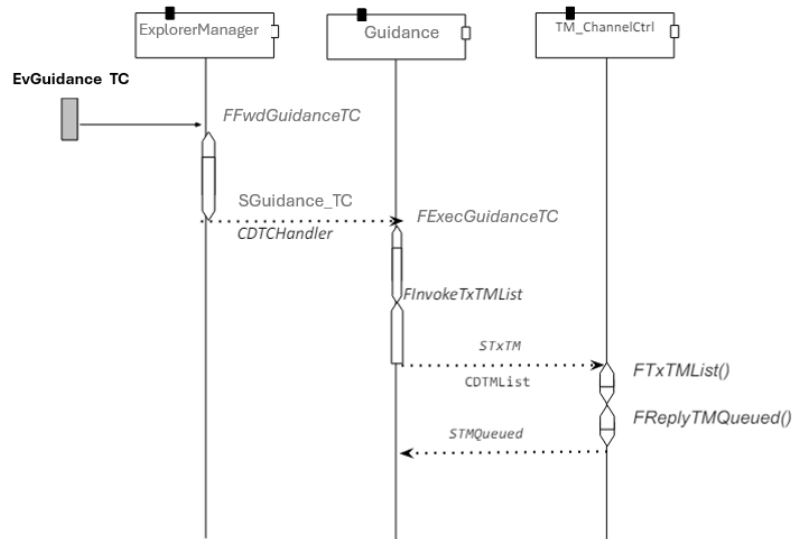 ExplorerManager
Guidance
TM_ChannelCtrl
EvGuidance TC
FFwdGuidanceTC
SGuidance_TC
CDTCHandler
FExecGuidanceTC
FInvokeTxTMList
STxTM
CDTMList
FTxTMList()
FReplyTMQueued()
STMQueued